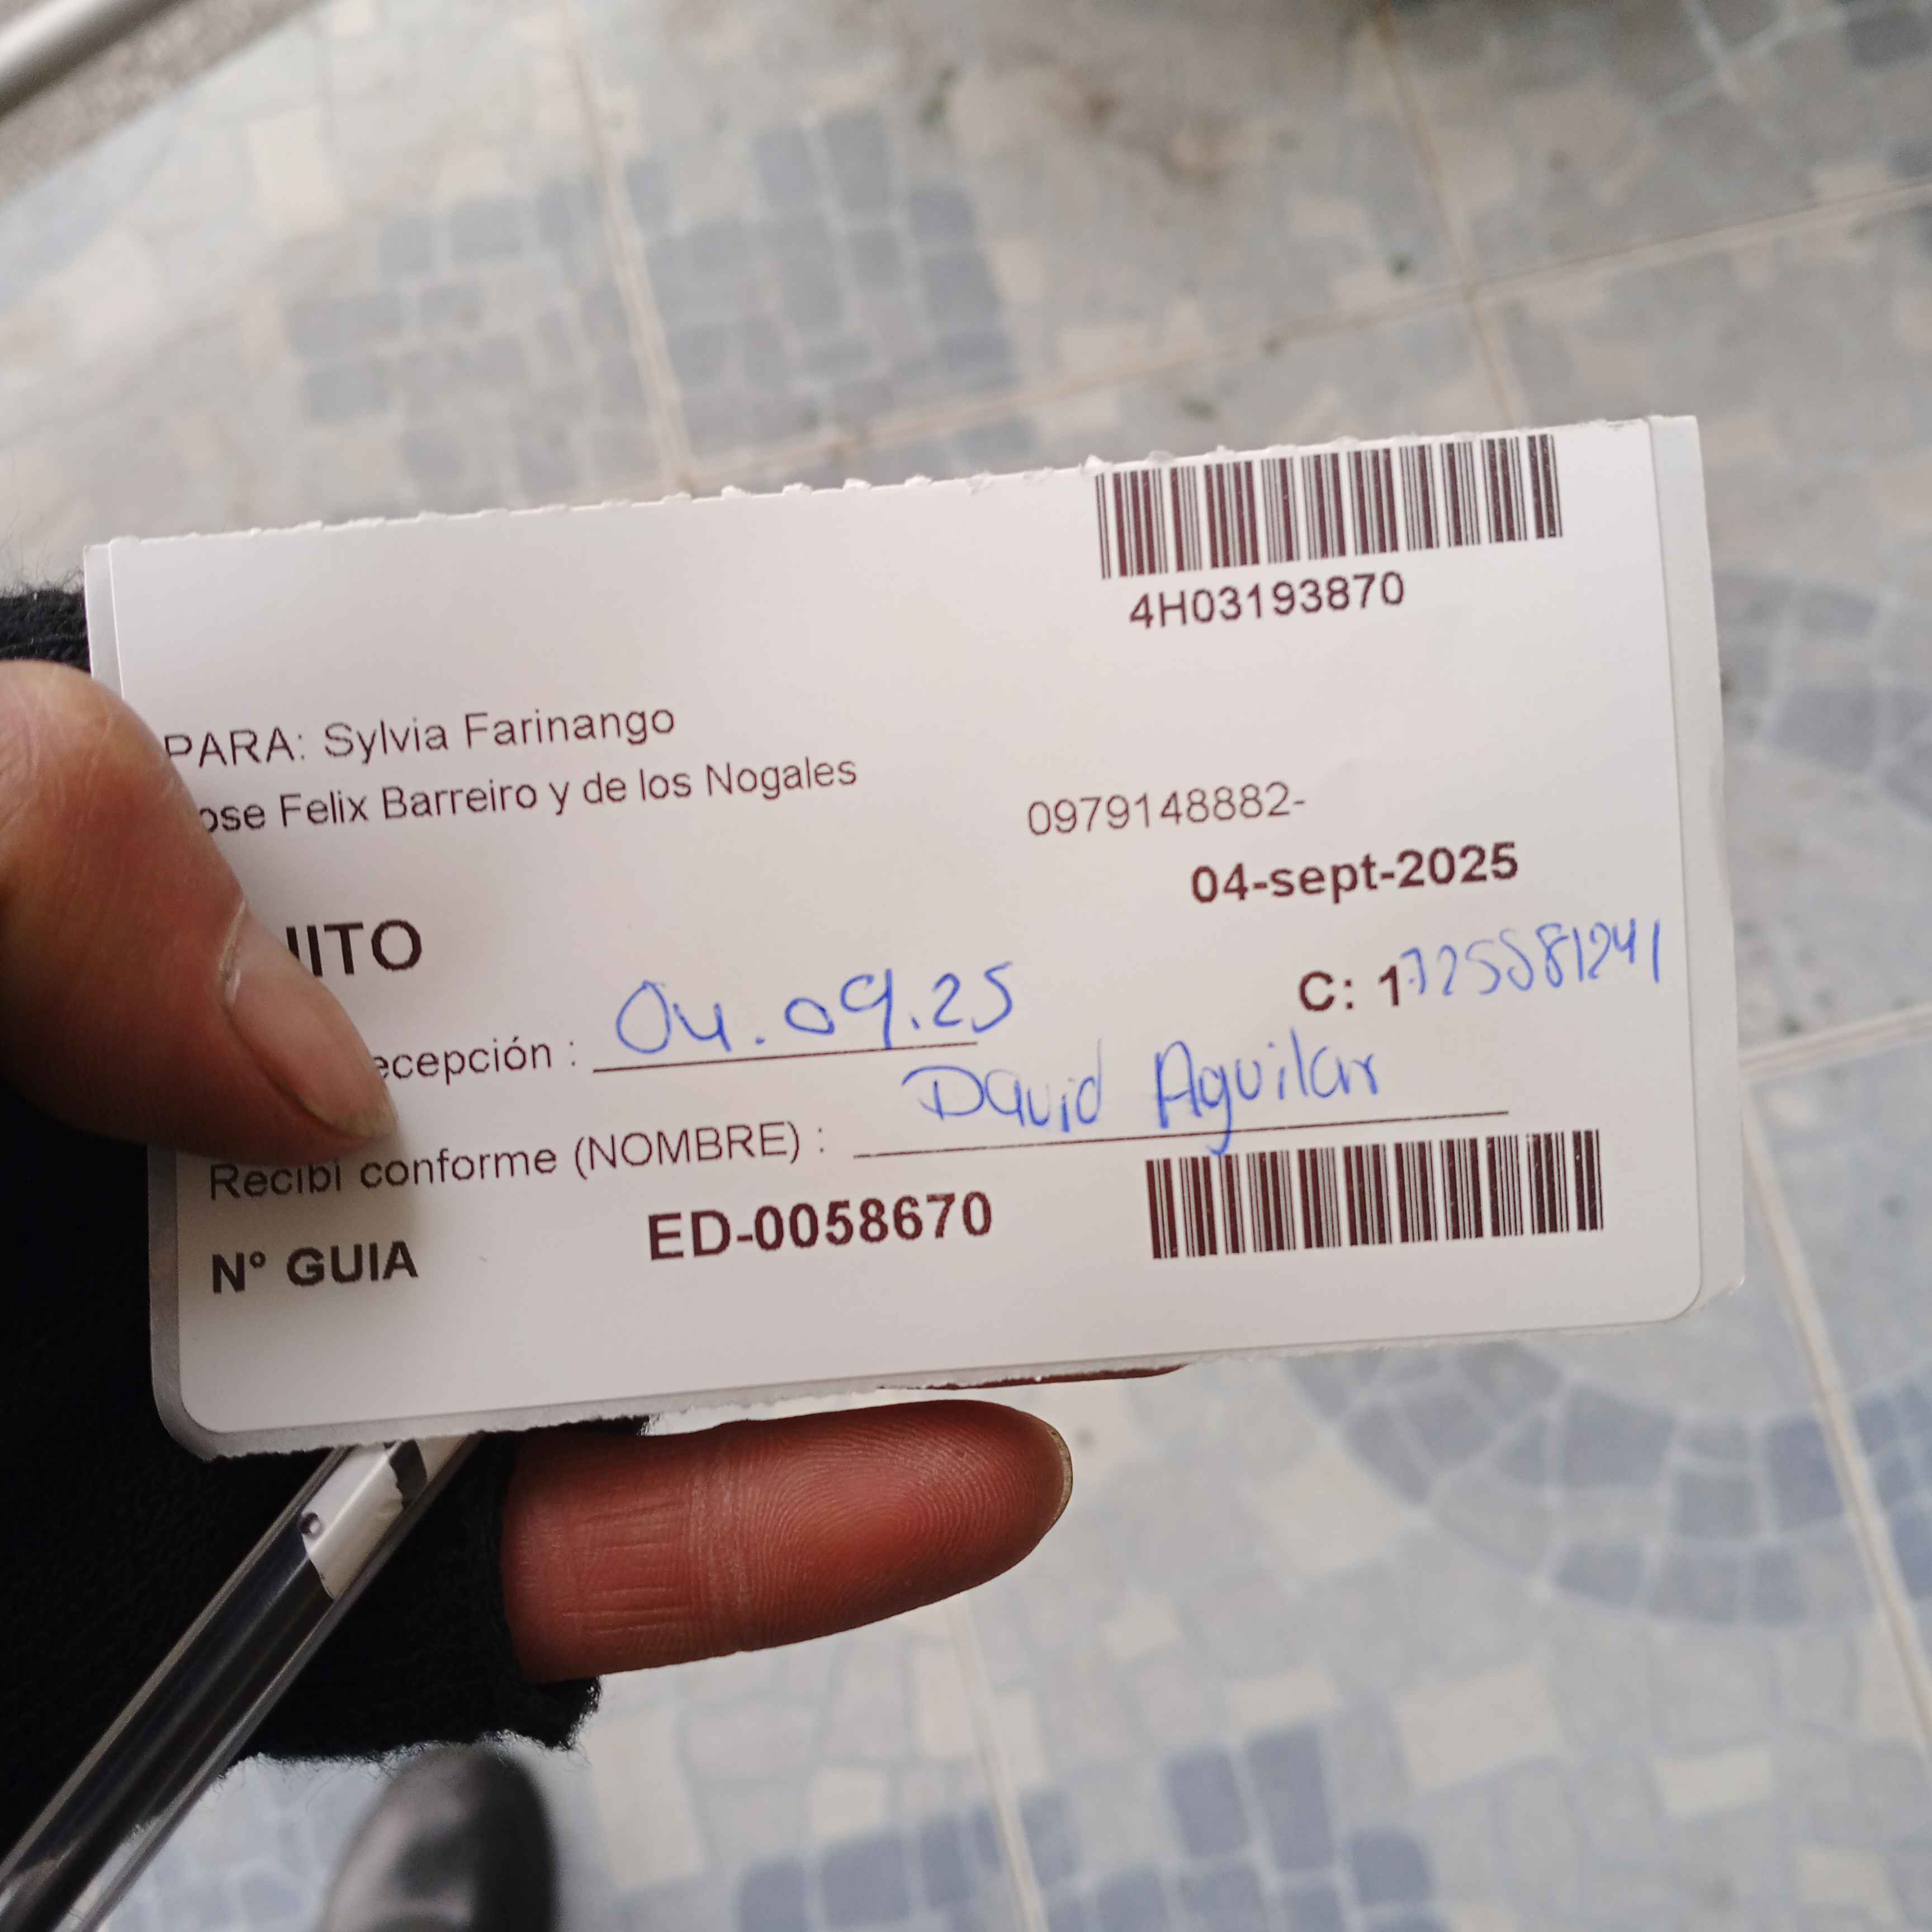 4H03193870
PARA: Sylvia Farinango
ose Felix Barreiro y de los Nogales 0979148882-
04-sept-2025
UITO
C: 1725581241
ecepción : 04.09.25
Recibí conforme (NOMBRE) : David Aguilar
Nº GUIA ED-0058670